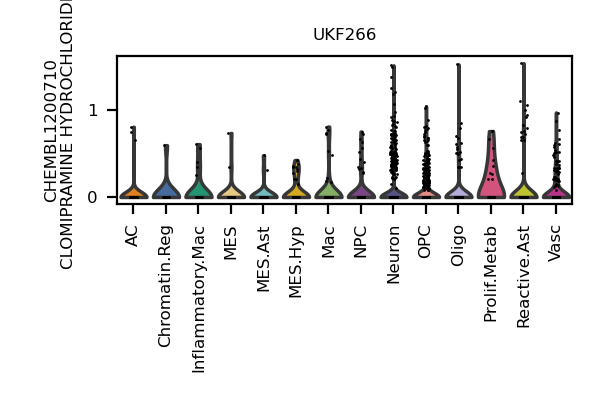 UKF266
CHEMBL1200710
CLOMIPRAMINE HYDROCHLORID
1
0
AC
Chromatin.Reg
Inflammatory.Mac
MES
MES.Ast
MES.Hyp
Mac
NPC
Neuron
OPC
Oligo
Prolif.Metab
Reactive.Ast
Vasc